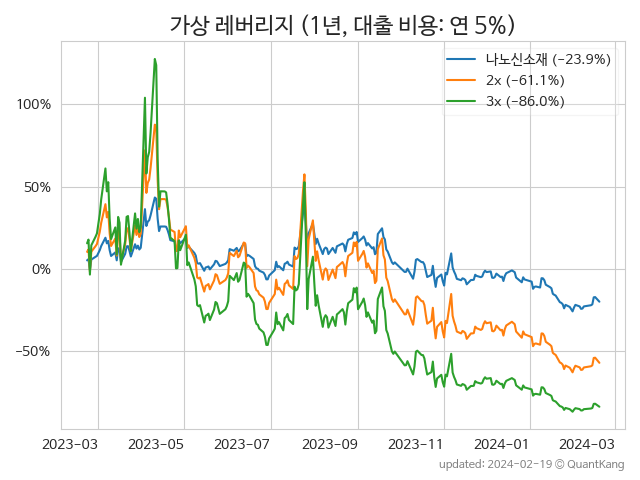 가상 레버리지 (1년, 대출 비용: 연 5%)
나노신소재 (-23.9%)
2x (-61.1%)
3x (-86.0%)
100%
50%
0%
-50%
2023-03 2023-05 2023-07 2023-09 2023-11 2024-01 2024-03
updated: 2024-02-19 © QuantKang